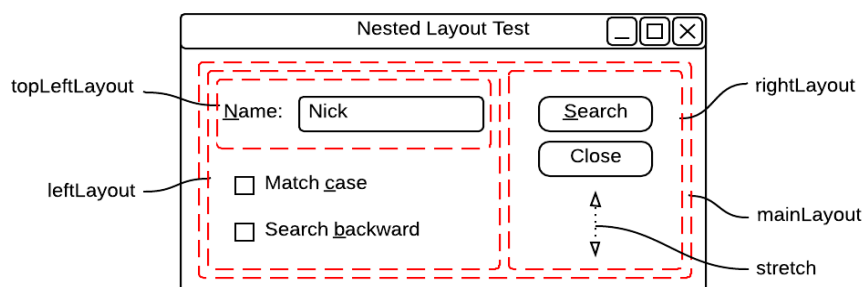 Nested Layout Test
topLeftLayout
Name:
Nick
Search
rightLayout
Close
leftLayout
Match case
mainLayout
Search backward
stretch